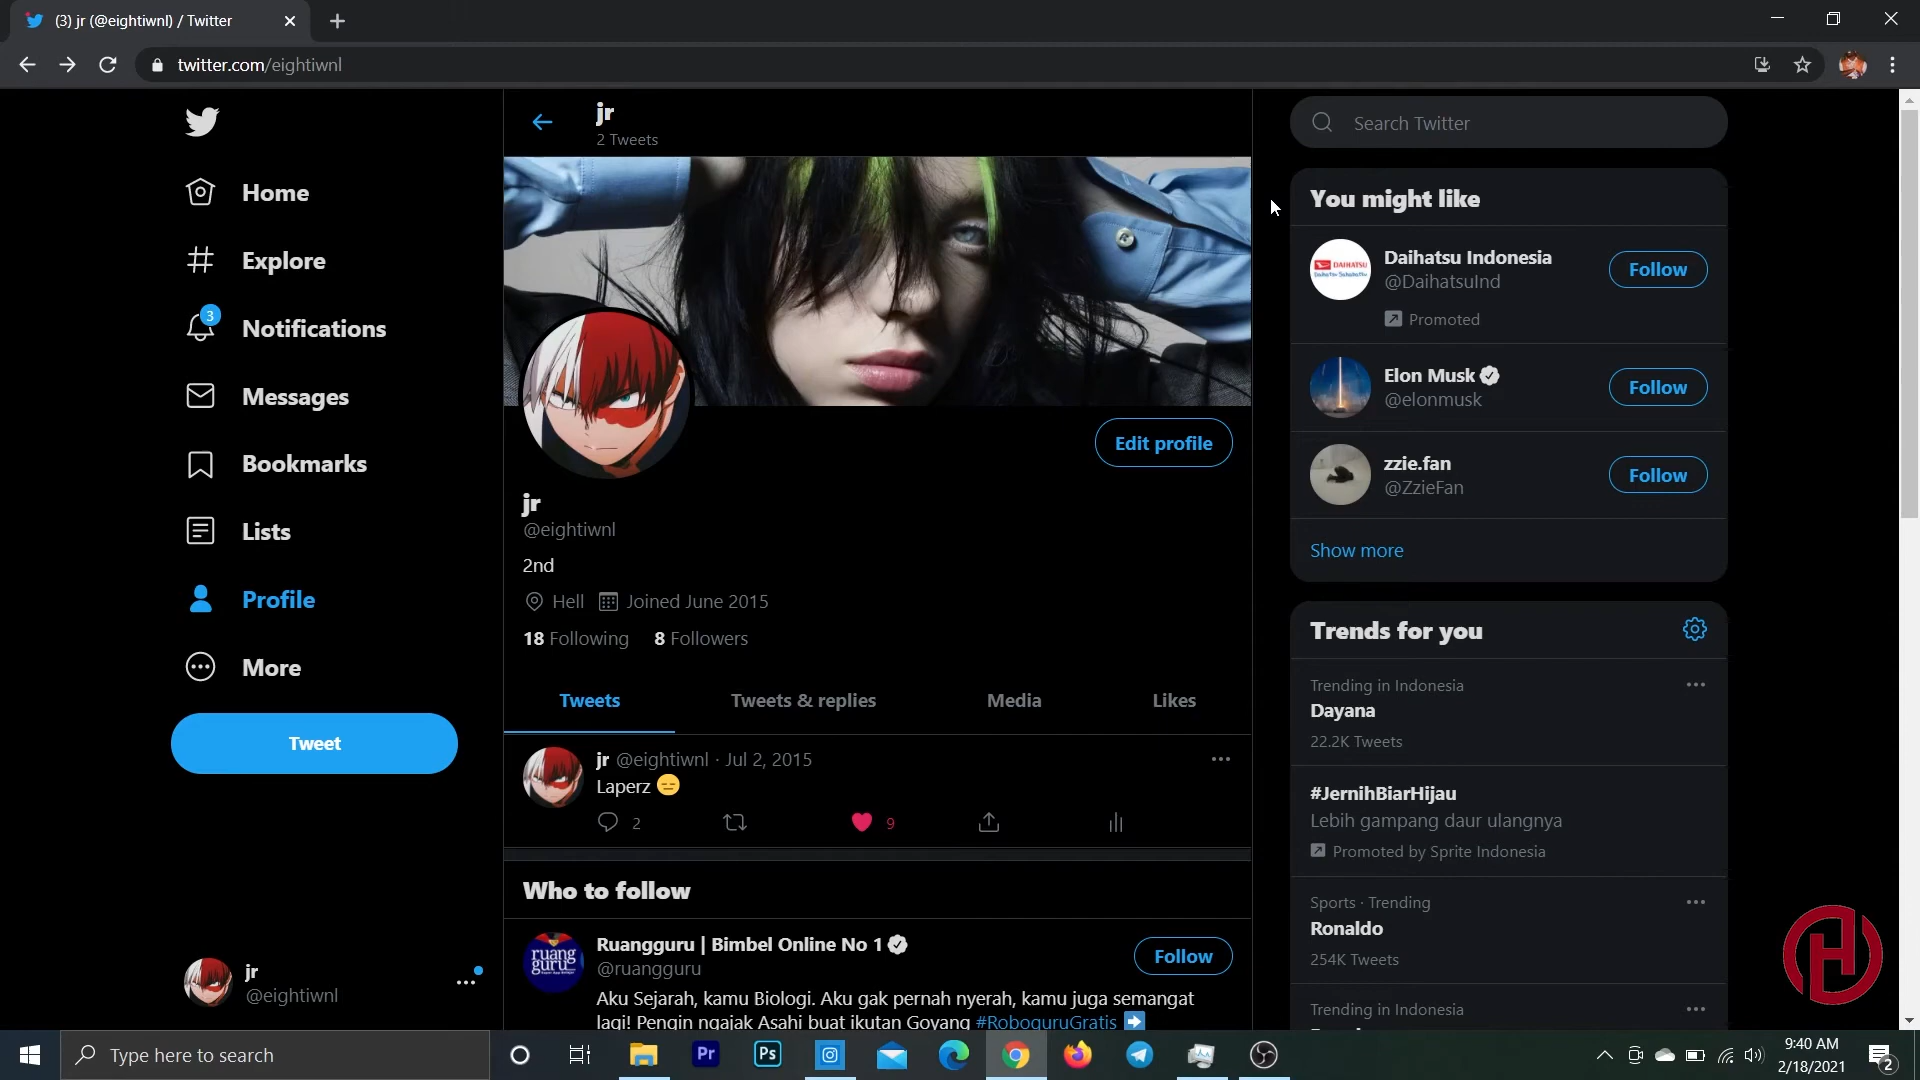 (3) jr (@eightiwnl) / Twitter
twitter.com/eightiwnl
Home
Explore
3
Notifications
Messages
Bookmarks
Lists
Profile
More
Tweet
jr
@eightiwnl
jr
2 Tweets
Edit profile
jr
@eightiwnl
2nd
Hell Joined June 2015
18 Following 8 Followers
Tweets Tweets & replies Media Likes
jr @eightiwnl · Jul 2, 2015
Laperz 😑
2 9
Who to follow
ruang
guru
Ruangguru | Bimbel Online No 1
@ruangguru
Follow
Aku Sejarah, kamu Biologi. Aku gak pernah nyerah, kamu juga semangat
lagi! Pengin ngajak Asahi buat ikutan Goyang #RoboguruGratis ➡️
Search Twitter
You might like
DAIHATSU
Daihatsu Indonesia
@DaihatsuInd
Follow
Promoted
Elon Musk
@elonmusk
Follow
zzie.fan
@ZzieFan
Follow
Show more
Trends for you
Trending in Indonesia
Dayana
22.2K Tweets
#JernihBiarHijau
Lebih gampang daur ulangnya
Promoted by Sprite Indonesia
Sports · Trending
Ronaldo
254K Tweets
Trending in Indonesia
Type here to search
Pr
Ps
9:40 AM
2/18/2021
2